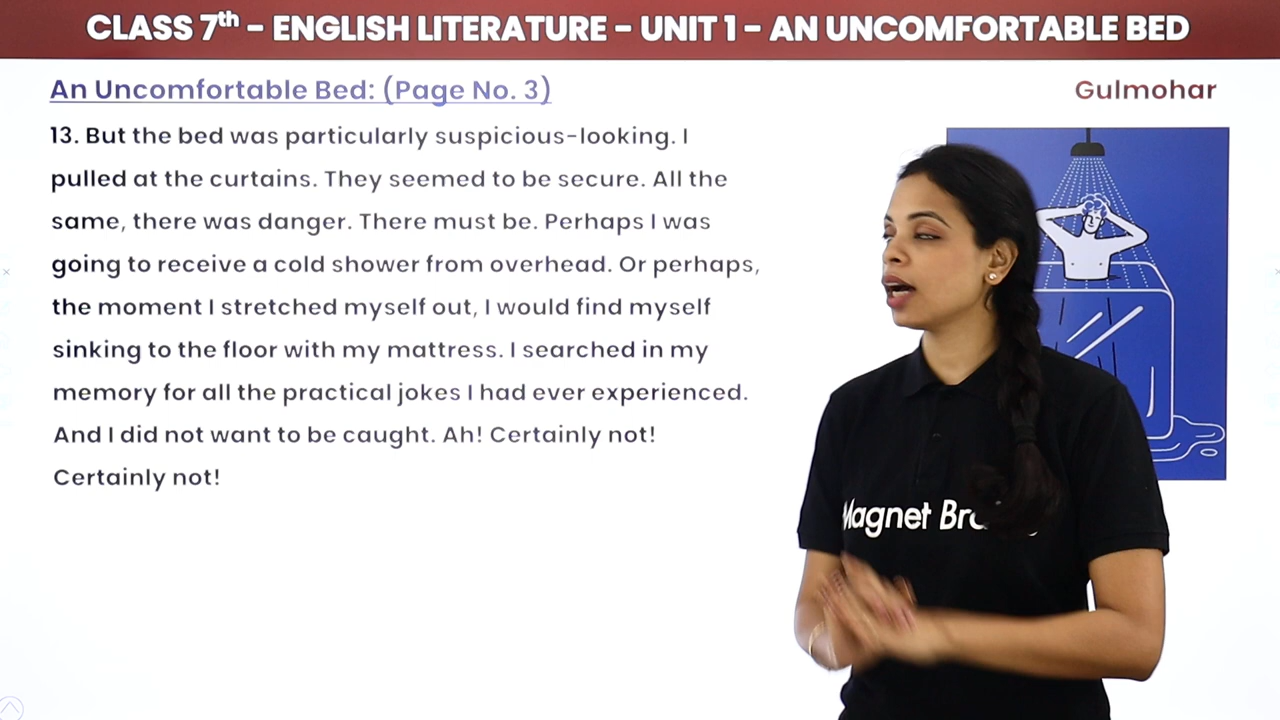 CLASS 7th - ENGLISH LITERATURE - UNIT 1 - AN UNCOMFORTABLE BED
An Uncomfortable Bed: (Page No. 3)
Gulmohar
13. But the bed was particularly suspicious-looking. I
pulled at the curtains. They seemed to be secure. All the
same, there was danger. There must be. Perhaps I was
going to receive a cold shower from overhead. Or perhaps,
the moment I stretched myself out, I would find myself
sinking to the floor with my mattress. I searched in my
memory for all the practical jokes I had ever experienced.
And I did not want to be caught. Ah! Certainly not!
Certainly not!
Magnet